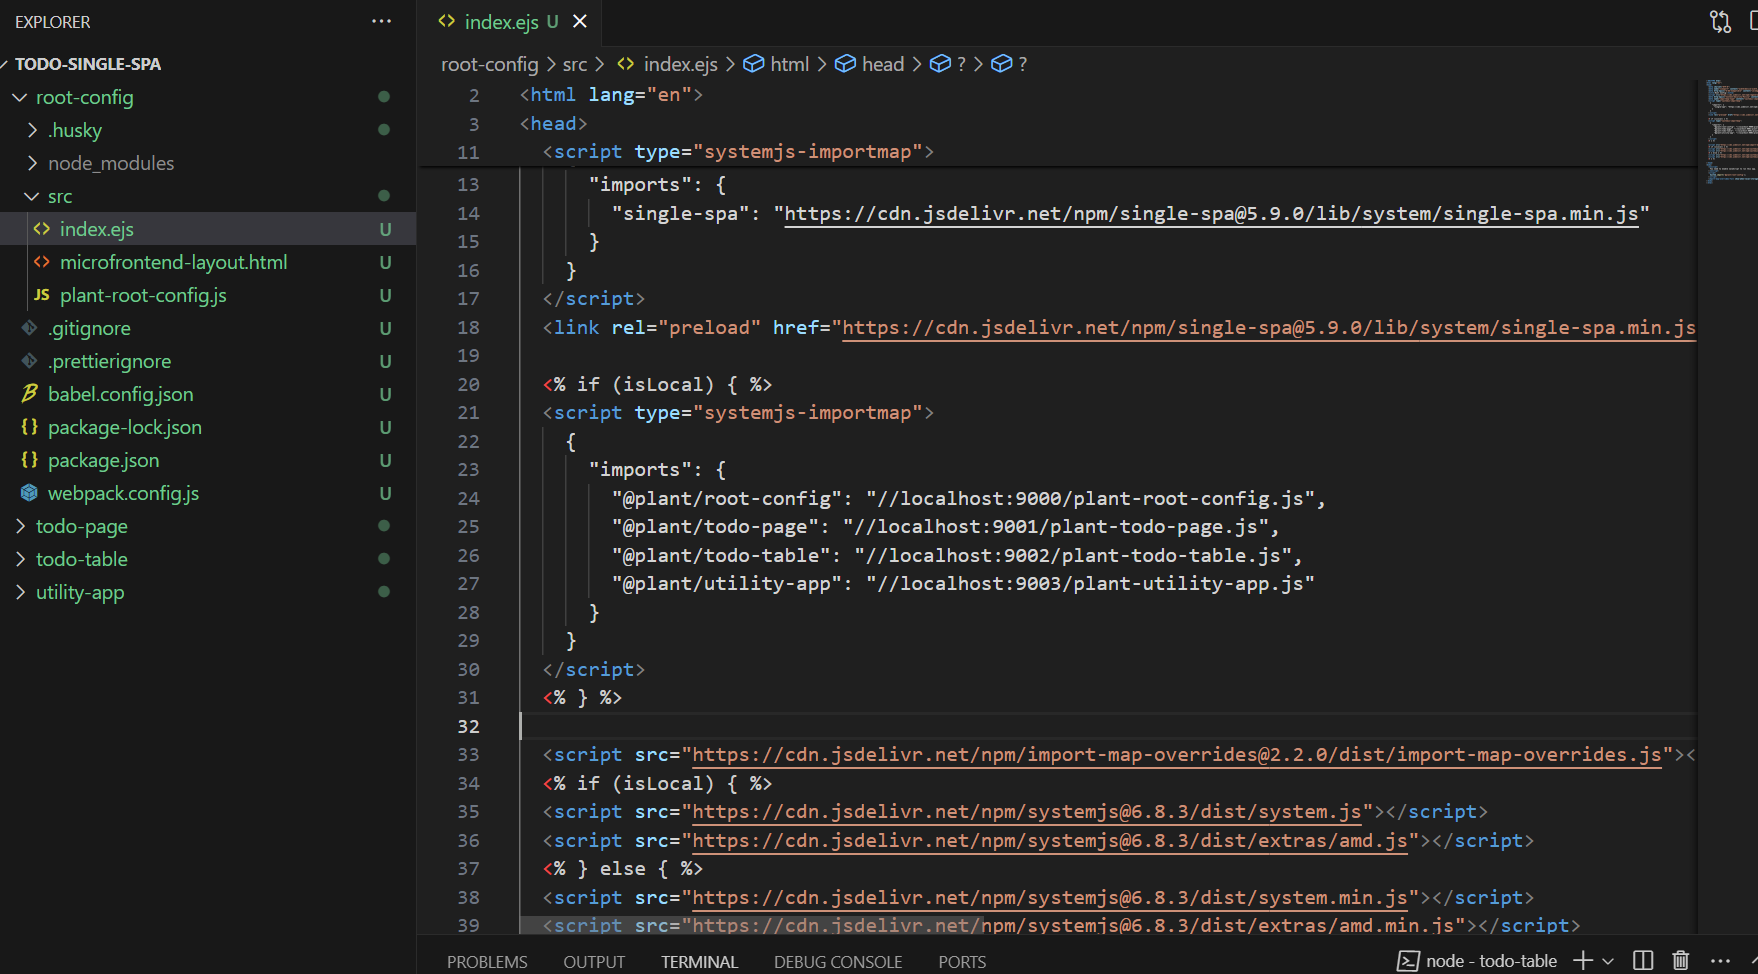 EXPLORER
TODO-SINGLE-SPA
root-config
.husky
node_modules
src
index.ejs U
microfrontend-layout.html U
JS plant-root-config.js U
.gitignore U
.prettierignore U
babel.config.json U
{} package-lock.json U
{} package.json U
webpack.config.js U
todo-page
todo-table
utility-app
index.ejs U
root-config > src > index.ejs > html > head > ? > ?
2 <html lang="en">
3 <head>
11 <script type="systemjs-importmap">
13 "imports": {
14 "single-spa": "https://cdn.jsdelivr.net/npm/single-spa@5.9.0/lib/system/single-spa.min.js"
15 }
16 }
17 </script>
18 <link rel="preload" href="https://cdn.jsdelivr.net/npm/single-spa@5.9.0/lib/system/single-spa.min.js
19
20 <% if (isLocal) { %>
21 <script type="systemjs-importmap">
22 {
23 "imports": {
24 "@plant/root-config": "//localhost:9000/plant-root-config.js",
25 "@plant/todo-page": "//localhost:9001/plant-todo-page.js",
26 "@plant/todo-table": "//localhost:9002/plant-todo-table.js",
27 "@plant/utility-app": "//localhost:9003/plant-utility-app.js"
28 }
29 }
30 </script>
31 <% } %>
32
33 <script src="https://cdn.jsdelivr.net/npm/import-map-overrides@2.2.0/dist/import-map-overrides.js"><
34 <% if (isLocal) { %>
35 <script src="https://cdn.jsdelivr.net/npm/systemjs@6.8.3/dist/system.js"></script>
36 <script src="https://cdn.jsdelivr.net/npm/systemjs@6.8.3/dist/extras/amd.js"></script>
37 <% } else { %>
38 <script src="https://cdn.jsdelivr.net/npm/systemjs@6.8.3/dist/system.min.js"></script>
39 <script src="https://cdn.jsdelivr.net/npm/systemjs@6.8.3/dist/extras/amd.min.js"></script>
PROBLEMS OUTPUT TERMINAL DEBUG CONSOLE PORTS node - todo-table